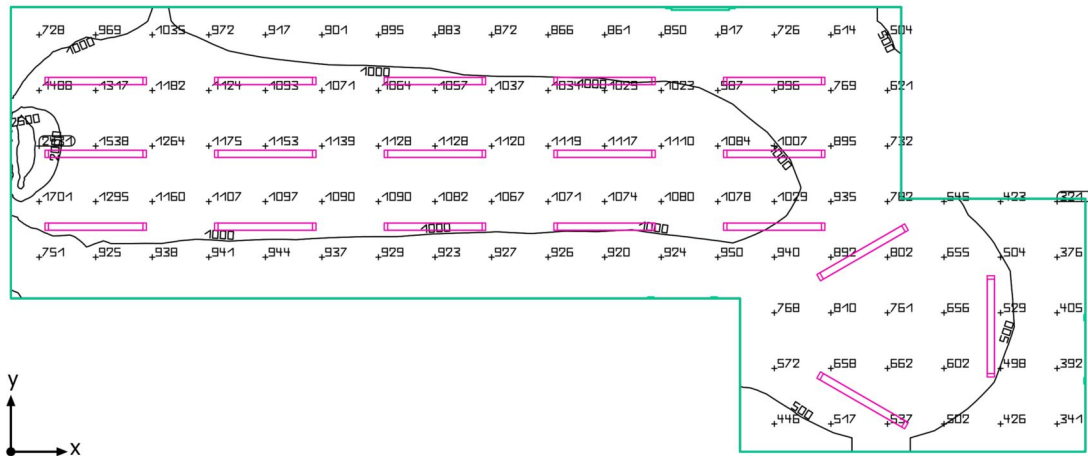 +728 +969 +1035 +972 +917 +901 +895 +883 +872 +866 +861 +850 +817 +726 +614 +504
1000
500
1000
1000
+1488 +1317 +1182 +1124 +1093 +1071 +1064 +1057 +1037 +1034 +1029 +1023 +987 +896 +769 +621
2500
2000
+1538 +1264 +1175 +1153 +1139 +1128 +1128 +1120 +1119 +1117 +1110 +1084 +1007 +895 +732
1000
+1701 +1295 +1160 +1107 +1097 +1090 +1090 +1082 +1067 +1071 +1074 +1080 +1078 +1029 +935 +782 +646 +423 +321
1000
1000
1000
+751 +925 +938 +941 +944 +937 +929 +923 +927 +926 +920 +924 +950 +940 +892 +802 +655 +504 +376
+768 +810 +761 +656 +529 +405
500
+572 +658 +662 +602 +498 +392
500
+446 +517 +537 +502 +426 +341
y
x